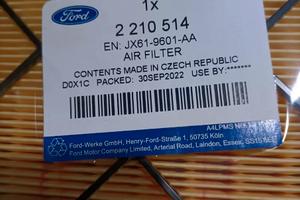 Ford
1x
2 210 514
EN: JX61-9601-AA
AIR FILTER
CONTENTS MADE IN CZECH REPUBLIC
D0X1C PACKED: 30SEP2022 USE BY:-------
A4LPMS
Ford-Werke GmbH, Henry-Ford-Straße 1, 50735 Köln
Ford Motor Company Limited, Arterial Road, Laindon, Essex,